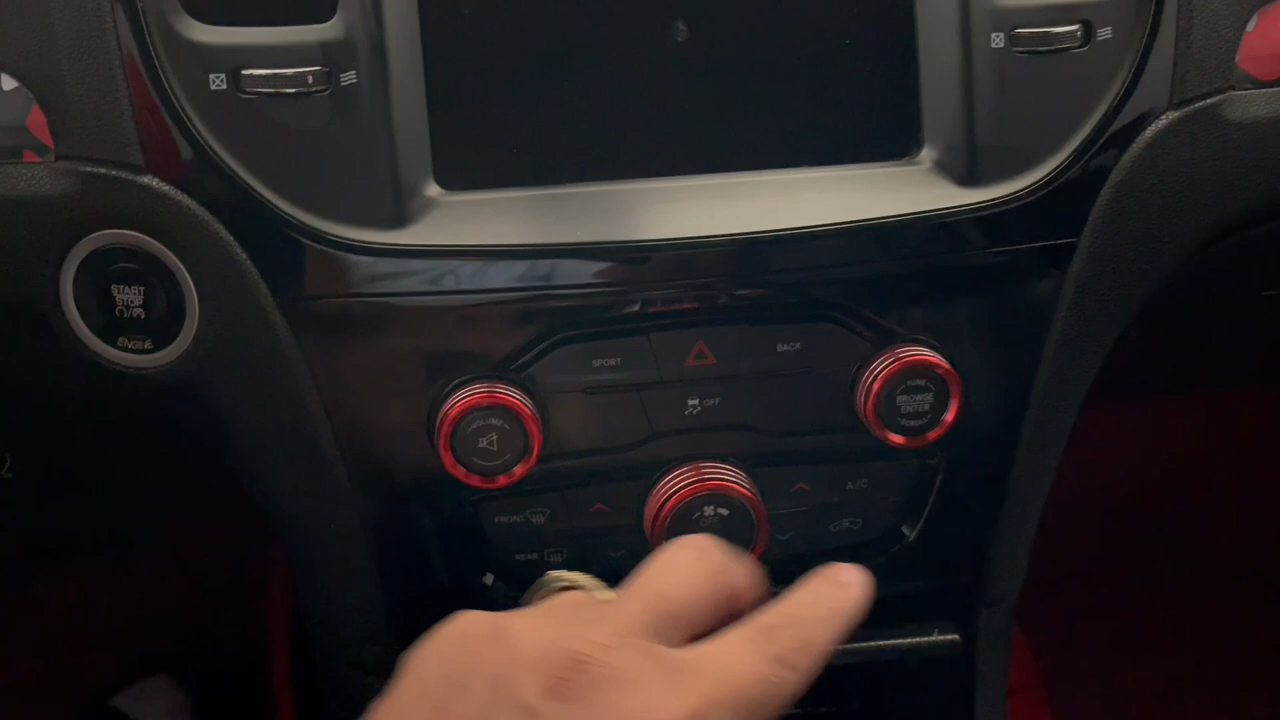 START
STOP
ENGINE
SPORT
BACK
OFF
VOLUME
TUNE
BROWSE
ENTER
SCROLL
FRONT
A/C
OFF
REAR